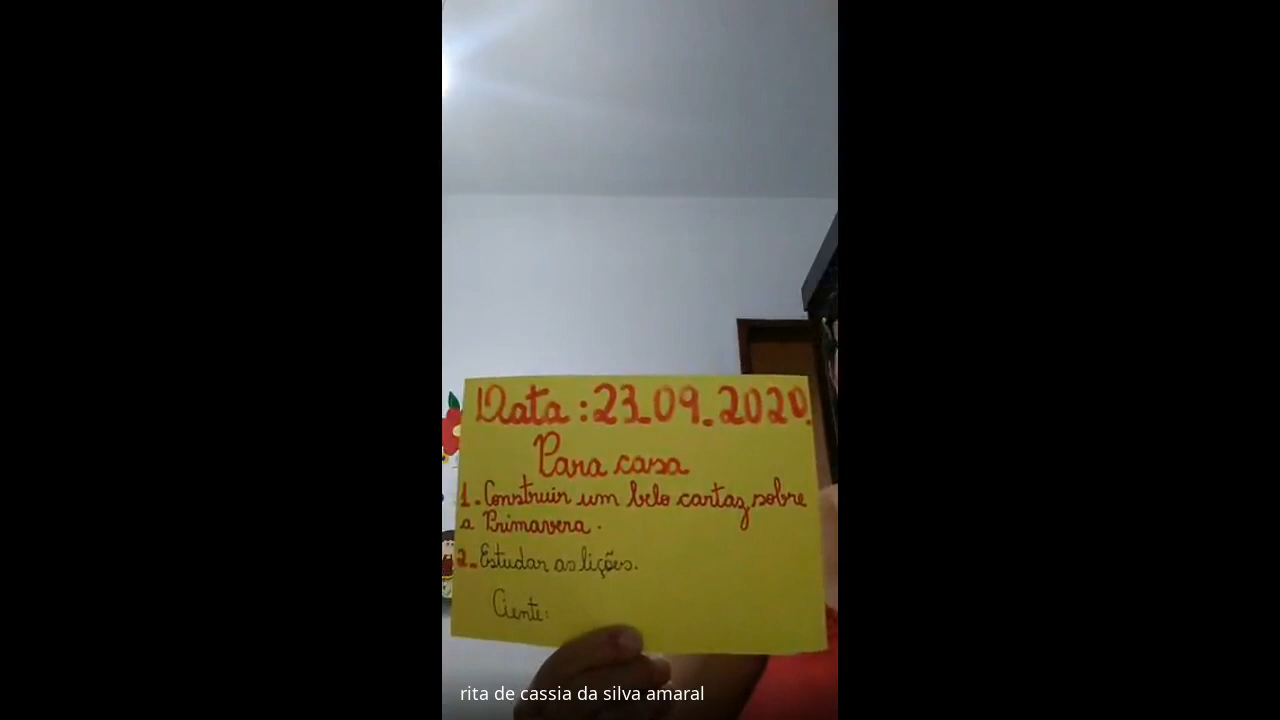 Data: 23.09.2020.
Para casa
1. Construir um belo cartaz sobre
a Primavera.
2. Estudar as lições.
Ciente:
rita de cassia da silva amaral